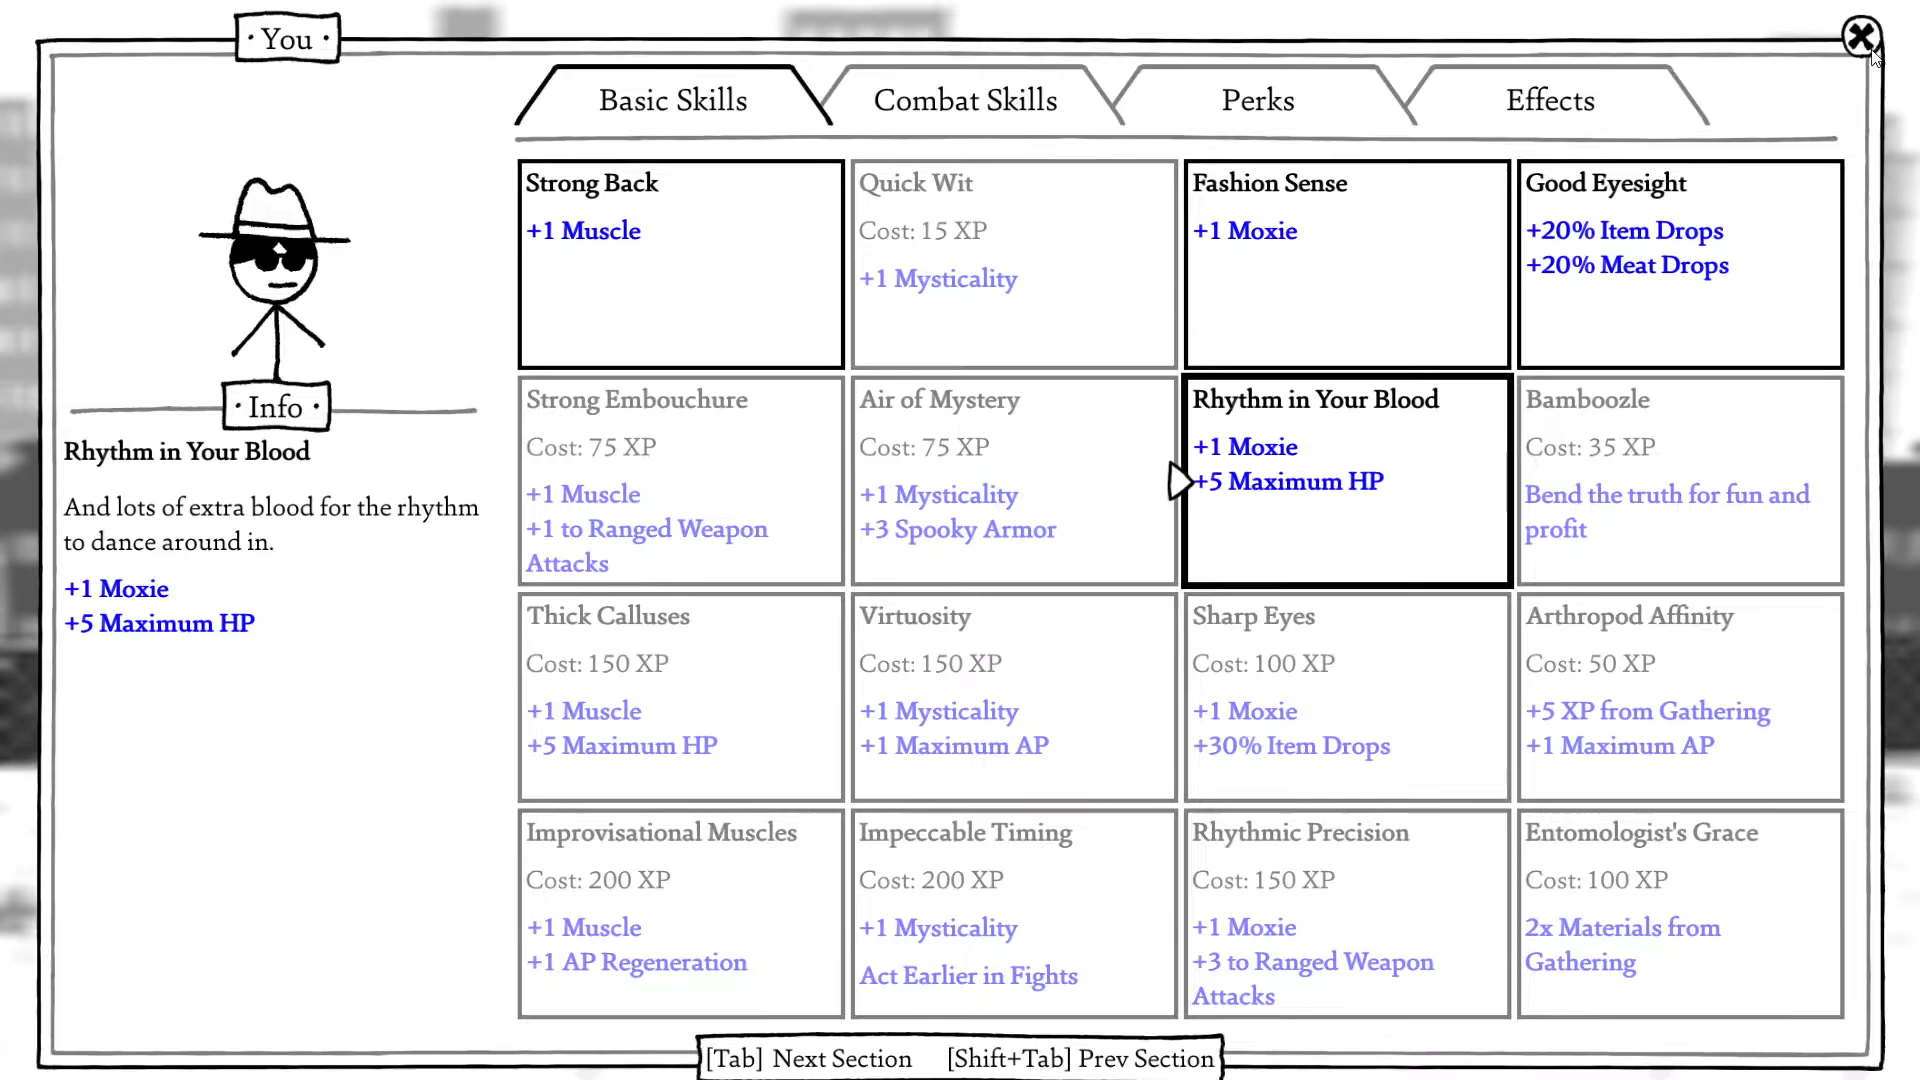 · You ·
Basic Skills
Combat Skills
Perks
Effects
Strong Back
+1 Muscle
Quick Wit
Cost: 15 XP
+1 Mysticality
Fashion Sense
+1 Moxie
Good Eyesight
+20% Item Drops
+20% Meat Drops
· Info ·
Rhythm in Your Blood
And lots of extra blood for the rhythm
to dance around in.
+1 Moxie
+5 Maximum HP
Strong Embouchure
Cost: 75 XP
+1 Muscle
+1 to Ranged Weapon
Attacks
Air of Mystery
Cost: 75 XP
+1 Mysticality
+3 Spooky Armor
Rhythm in Your Blood
+1 Moxie
+5 Maximum HP
Bamboozle
Cost: 35 XP
Bend the truth for fun and
profit
Thick Calluses
Cost: 150 XP
+1 Muscle
+5 Maximum HP
Virtuosity
Cost: 150 XP
+1 Mysticality
+1 Maximum AP
Sharp Eyes
Cost: 100 XP
+1 Moxie
+30% Item Drops
Arthropod Affinity
Cost: 50 XP
+5 XP from Gathering
+1 Maximum AP
Improvisational Muscles
Cost: 200 XP
+1 Muscle
+1 AP Regeneration
Impeccable Timing
Cost: 200 XP
+1 Mysticality
Act Earlier in Fights
Rhythmic Precision
Cost: 150 XP
+1 Moxie
+3 to Ranged Weapon
Attacks
Entomologist's Grace
Cost: 100 XP
2x Materials from
Gathering
[Tab] Next Section
[Shift+Tab] Prev Section